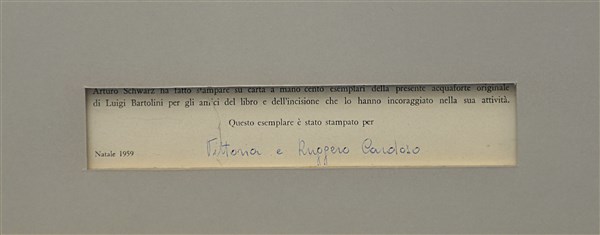 Arturo Schwarz ha fatto stampare su carta a mano cento esemplari della presente acquaforte originale
di Luigi Bartolini per gli amici del libro e dell'incisione che lo hanno incoraggiato nella sua attività.
Questo esemplare è stato stampato per
Vittoria e Ruggero Cardoso
Natale 1959